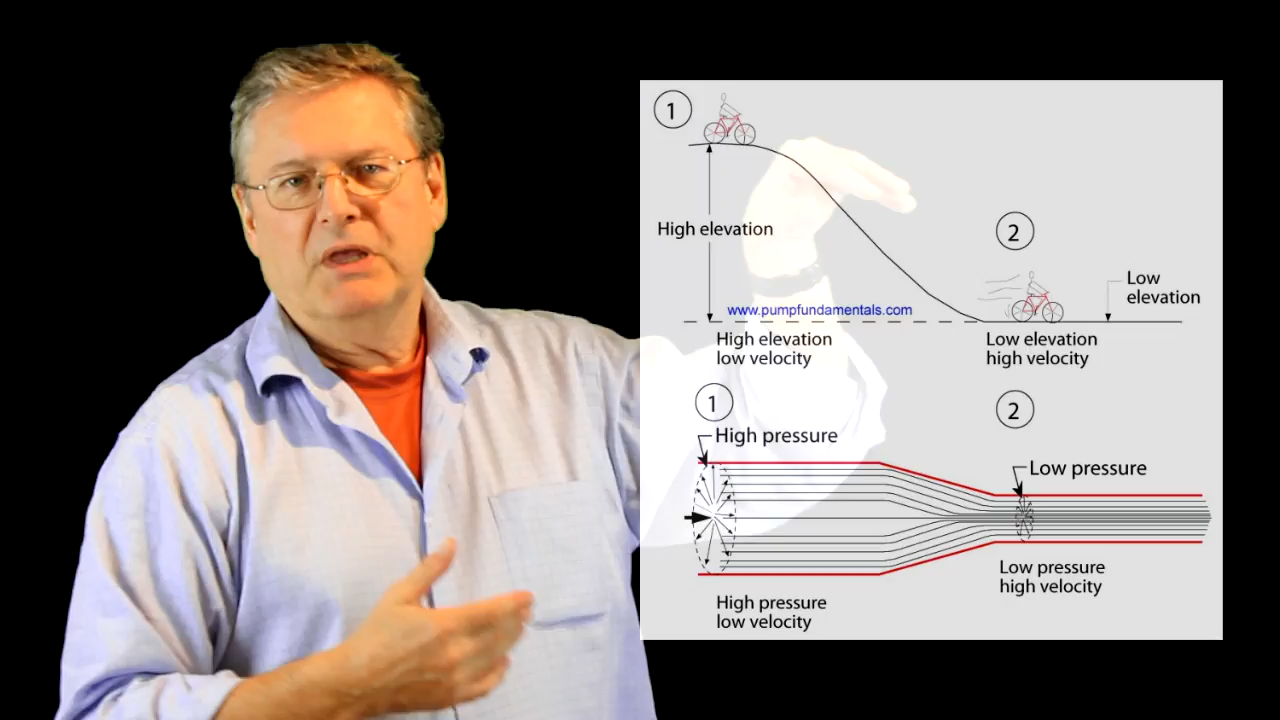 1
High elevation
2
Low
elevation
www.pumpfundamentals.com
High elevation
low velocity
Low elevation
high velocity
1
2
High pressure
Low pressure
Low pressure
high velocity
High pressure
low velocity